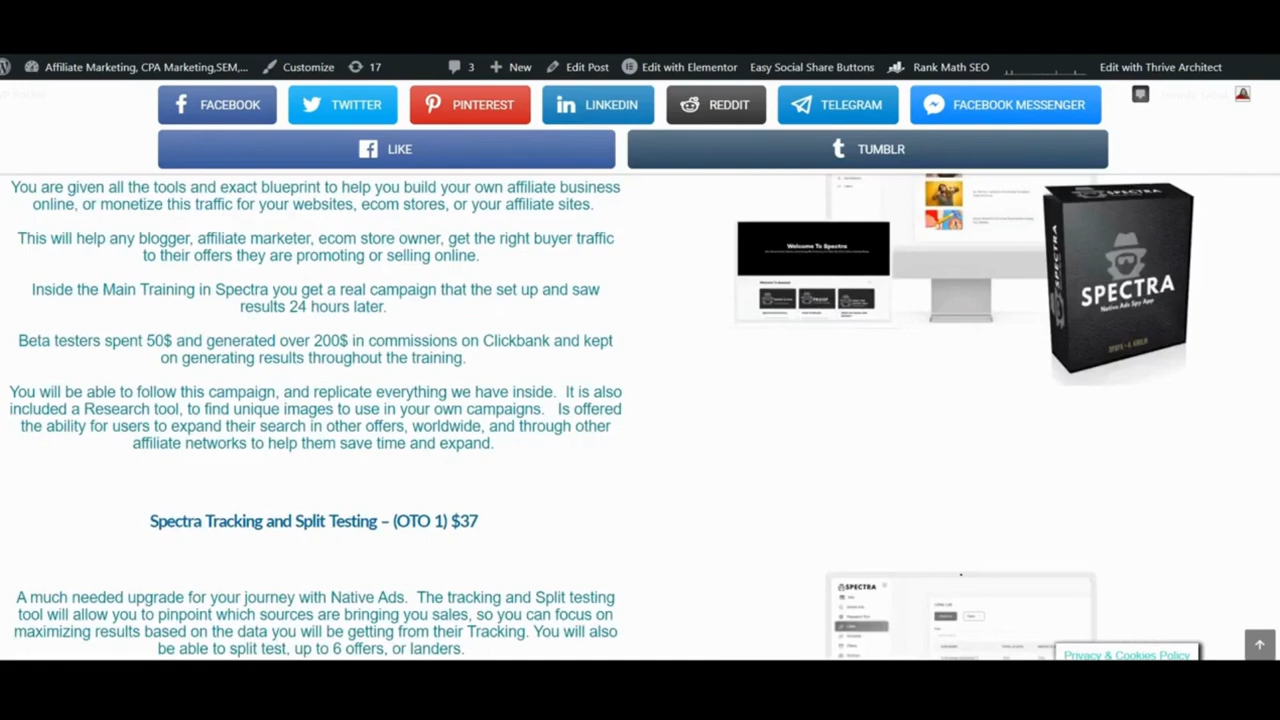 Affiliate Marketing, CPA Marketing,SEM,...
Customize
17
3
New
Edit Post
Edit with Elementor
Easy Social Share Buttons
Rank Math SEO
Edit with Thrive Architect
FACEBOOK
TWITTER
PINTEREST
LINKEDIN
REDDIT
TELEGRAM
FACEBOOK MESSENGER
LIKE
TUMBLR
You are given all the tools and exact blueprint to help you build your own affiliate business
online, or monetize this traffic for your websites, ecom stores, or your affiliate sites.
This will help any blogger, affiliate marketer, ecom store owner, get the right buyer traffic
to their offers they are promoting or selling online.
Inside the Main Training in Spectra you get a real campaign that the set up and saw
results 24 hours later.
Beta testers spent 50$ and generated over 200$ in commissions on Clickbank and kept
on generating results throughout the training.
You will be able to follow this campaign, and replicate everything we have inside.  It is also
included a Research tool, to find unique images to use in your own campaigns.   Is offered
the ability for users to expand their search in other offers, worldwide, and through other
affiliate networks to help them save time and expand.
Welcome To Spectra
SPECTRA
SPECTRA
SPECTRA
Native Ads Spy App
Spectra Tracking and Split Testing – (OTO 1) $37
A much needed upgrade for your journey with Native Ads.  The tracking and Split testing
tool will allow you to pinpoint which sources are bringing you sales, so you can focus on
maximizing results based on the data you will be getting from their Tracking. You will also
be able to split test, up to 6 offers, or landers.
SPECTRA
Privacy & Cookies Policy